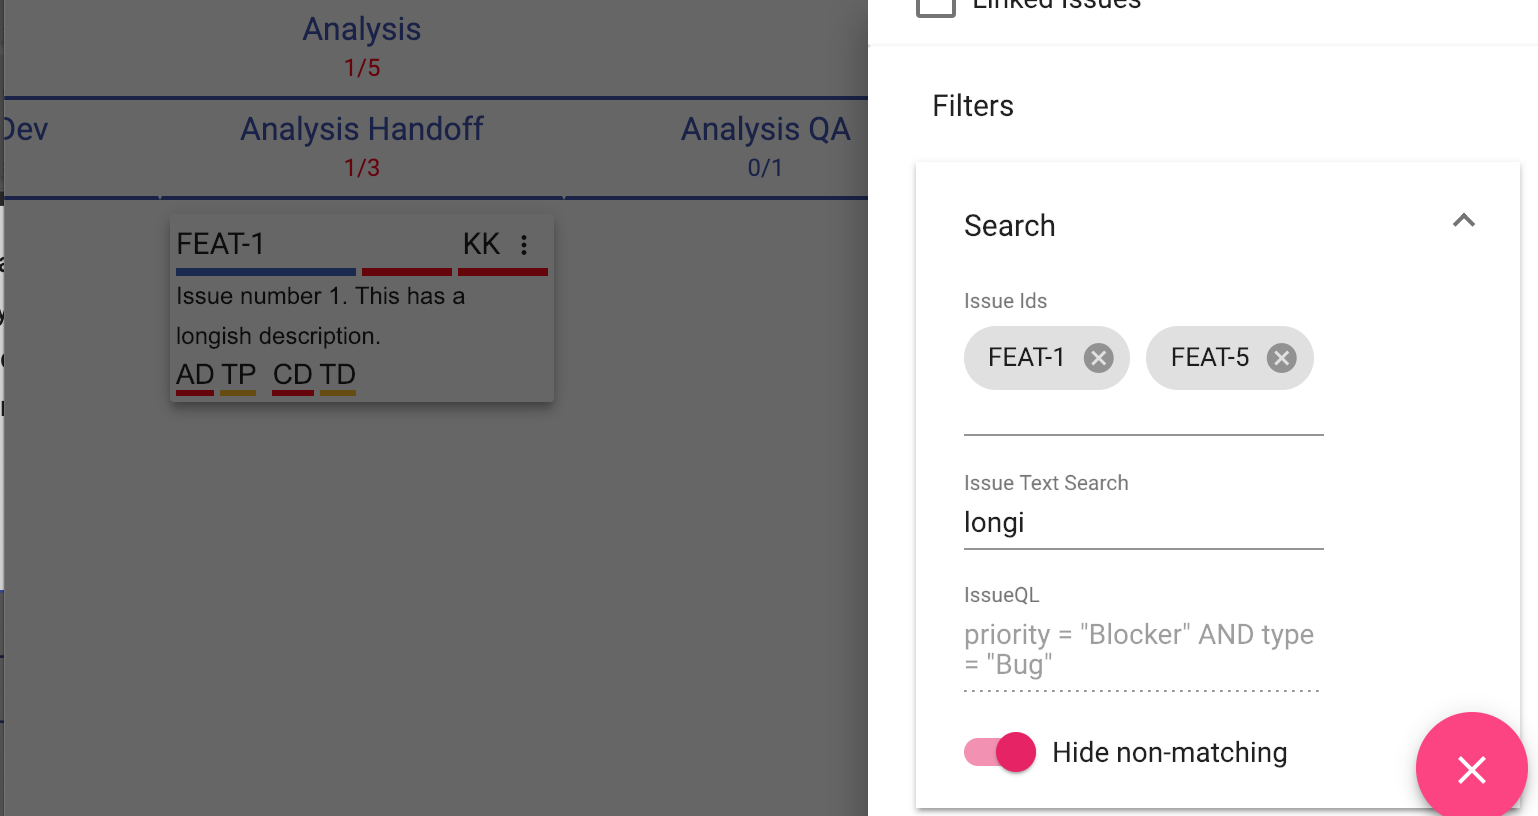 Analysis
1/5
Dev
Analysis Handoff
1/3
Analysis QA
0/1
FEAT-1 KK
Issue number 1. This has a
longish description.
AD TP CD TD
Linked Issues
Filters
Search
Issue Ids
FEAT-1 FEAT-5
Issue Text Search
longi
IssueQL
priority = "Blocker" AND type
= "Bug"
Hide non-matching